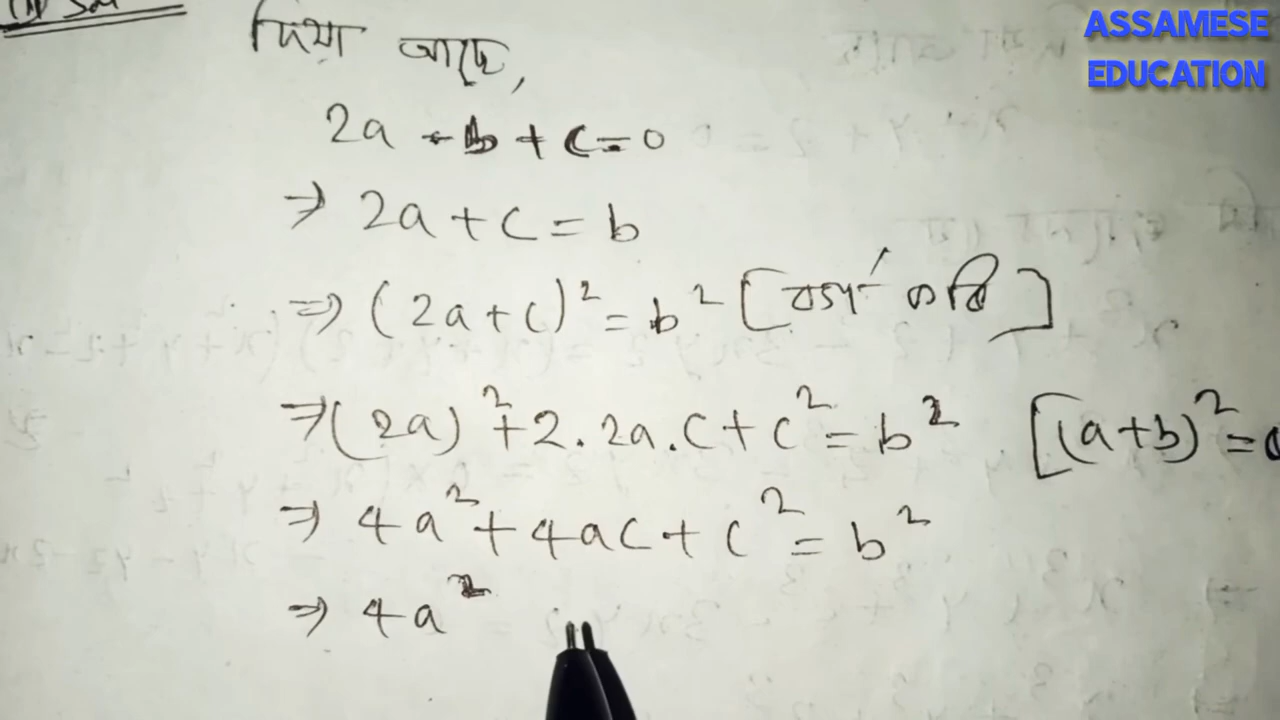 ASSAMESE
EDUCATION
দিয়া আছে,
2a - b + c = 0
⇒ 2a + c = b
⇒ (2a + c)² = b² [বৰ্গ কৰি]
⇒ (2a)² + 2.2a.c + c² = b² [(a+b)² =
⇒ 4a² + 4ac + c² = b²
⇒ 4a²